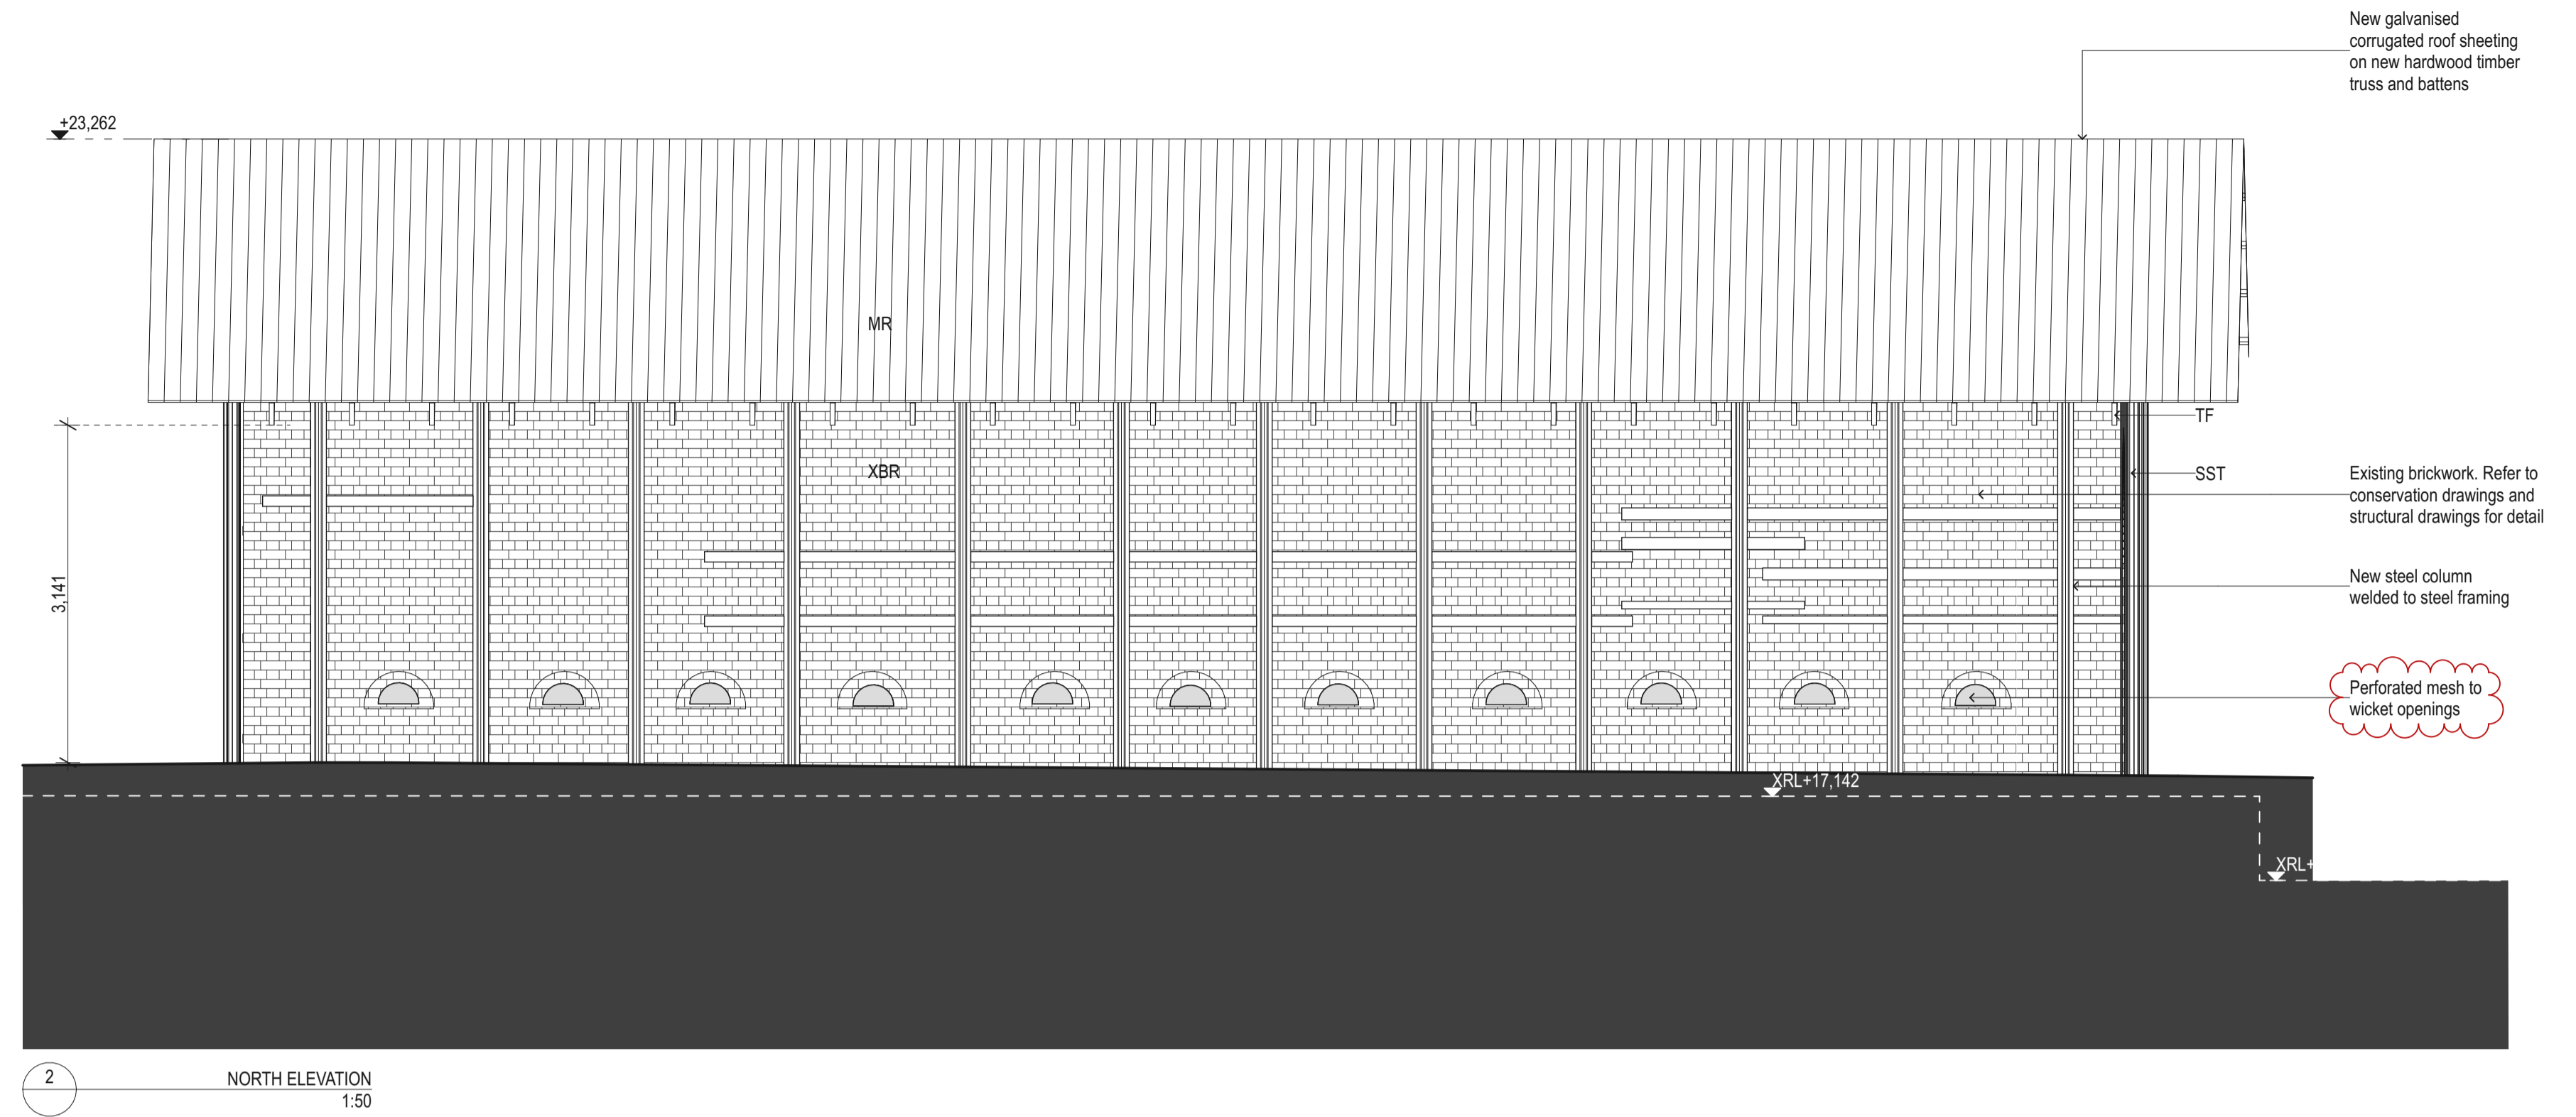 New galvanised
corrugated roof sheeting
on new hardwood timber
truss and battens
+23,262
MR
TF
XBR
SST
Existing brickwork. Refer to
conservation drawings and
structural drawings for detail
3,141
New steel column
welded to steel framing
Perforated mesh to
wicket openings
XRL+17,142
XRL+
2
NORTH ELEVATION
1:50